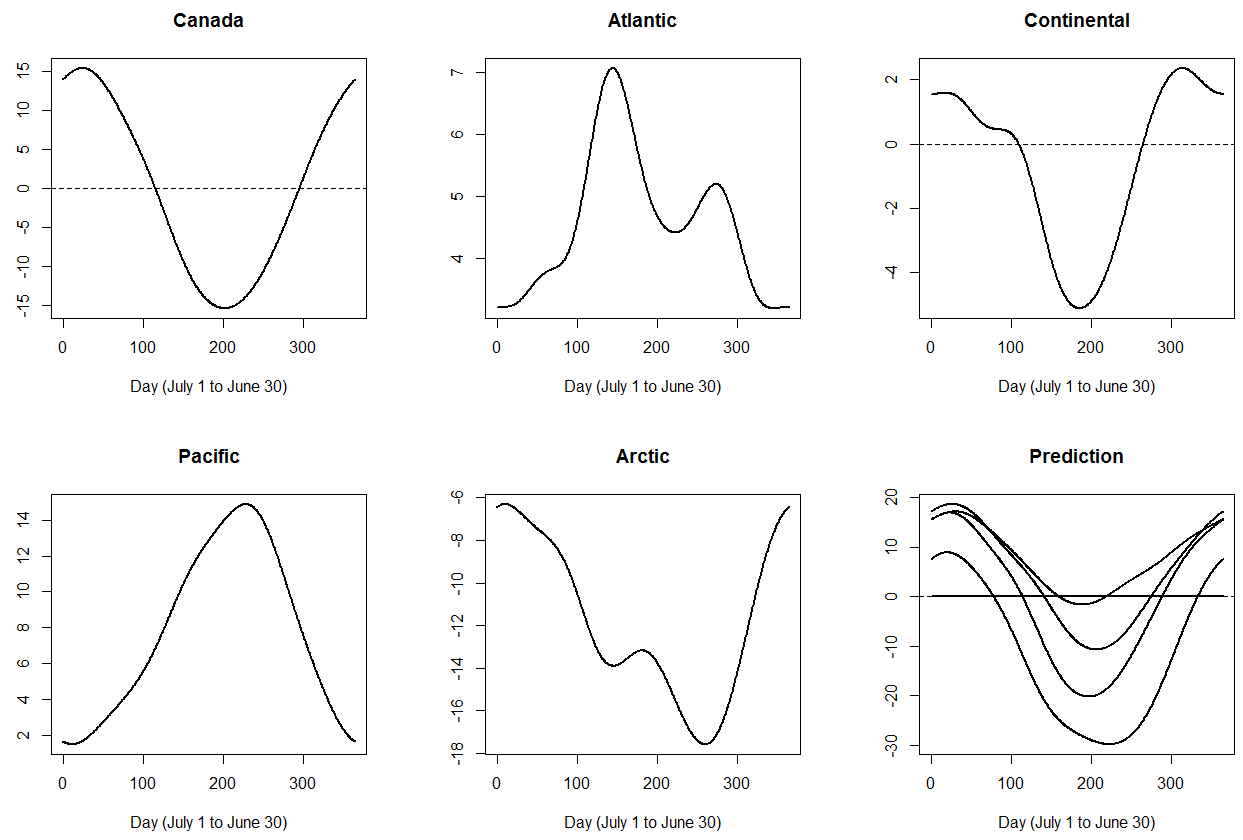 Canada
15
10
5
0
-5
-10
-15
0 100 200 300
Day (July 1 to June 30)
Atlantic
7
6
5
4
0 100 200 300
Day (July 1 to June 30)
Continental
2
0
-2
-4
0 100 200 300
Day (July 1 to June 30)
Pacific
14
12
10
8
6
4
2
0 100 200 300
Day (July 1 to June 30)
Arctic
-6
-8
-10
-12
-14
-16
-18
0 100 200 300
Day (July 1 to June 30)
Prediction
20
10
0
-10
-20
-30
0 100 200 300
Day (July 1 to June 30)